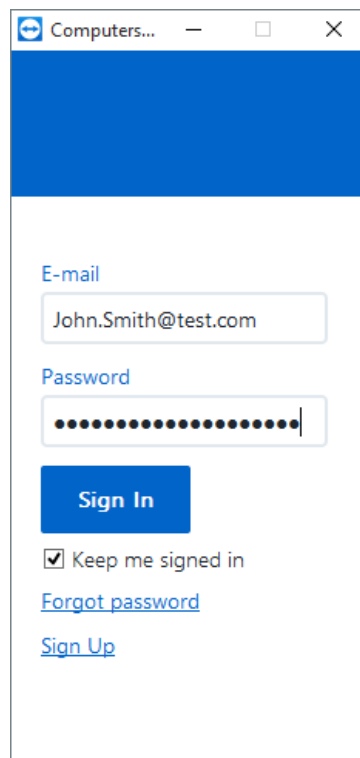 Computers...
E-mail
John.Smith@test.com
Password
••••••••••••••••••••
Sign In
Keep me signed in
Forgot password
Sign Up